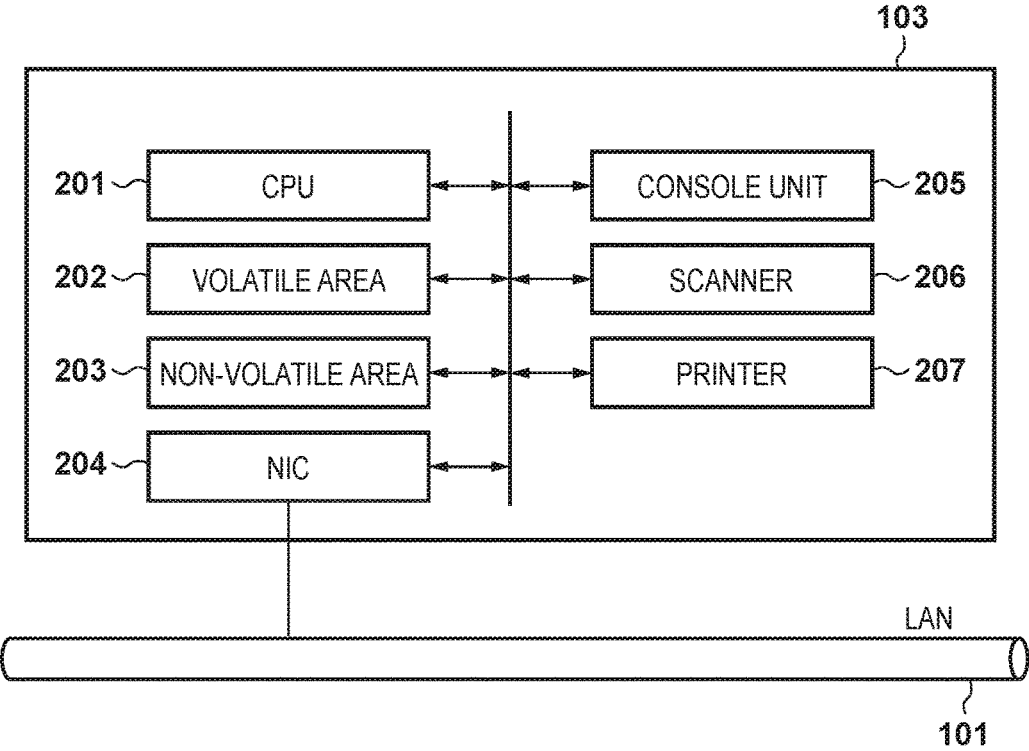 103
201 CPU CONSOLE UNIT 205
202 VOLATILE AREA SCANNER 206
203 NON-VOLATILE AREA PRINTER 207
204 NIC
LAN
101